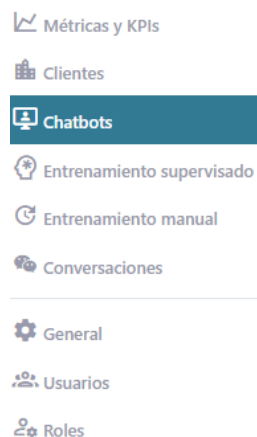 Métricas y KPIs
Clientes
Chatbots
Entrenamiento supervisado
Entrenamiento manual
Conversaciones
General
Usuarios
Roles